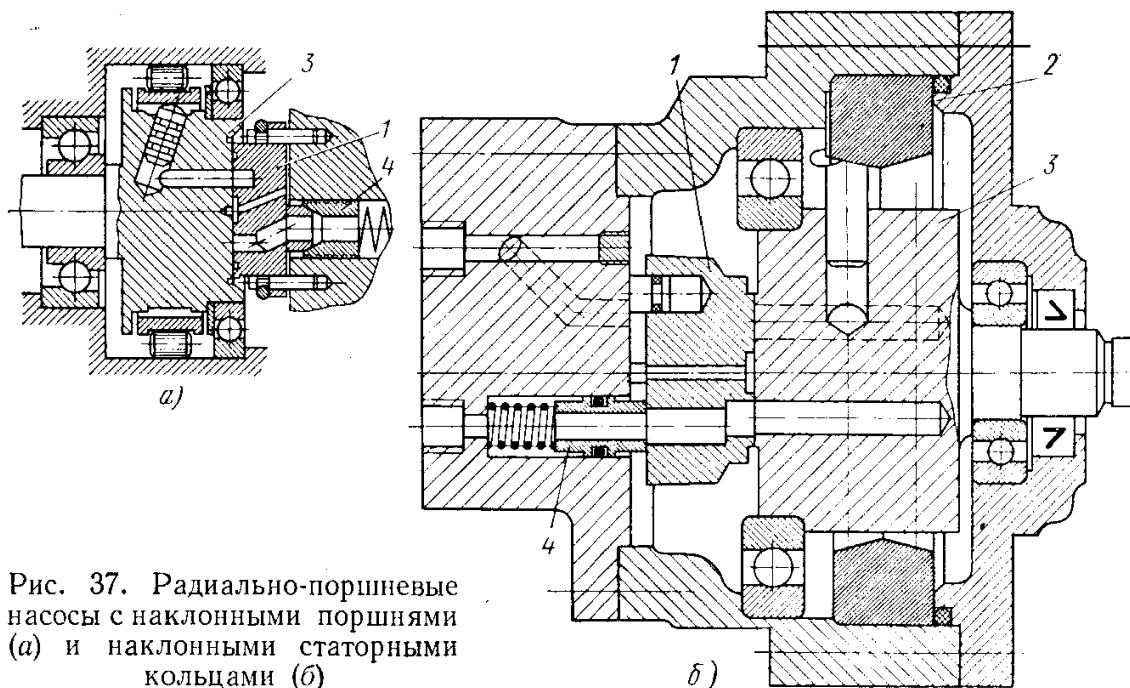 3
1
4
а)
1
2
3
4
б)
Рис. 37. Радиально-поршневые
насосы с наклонными поршнями
(а) и наклонными статорными
кольцами (б)